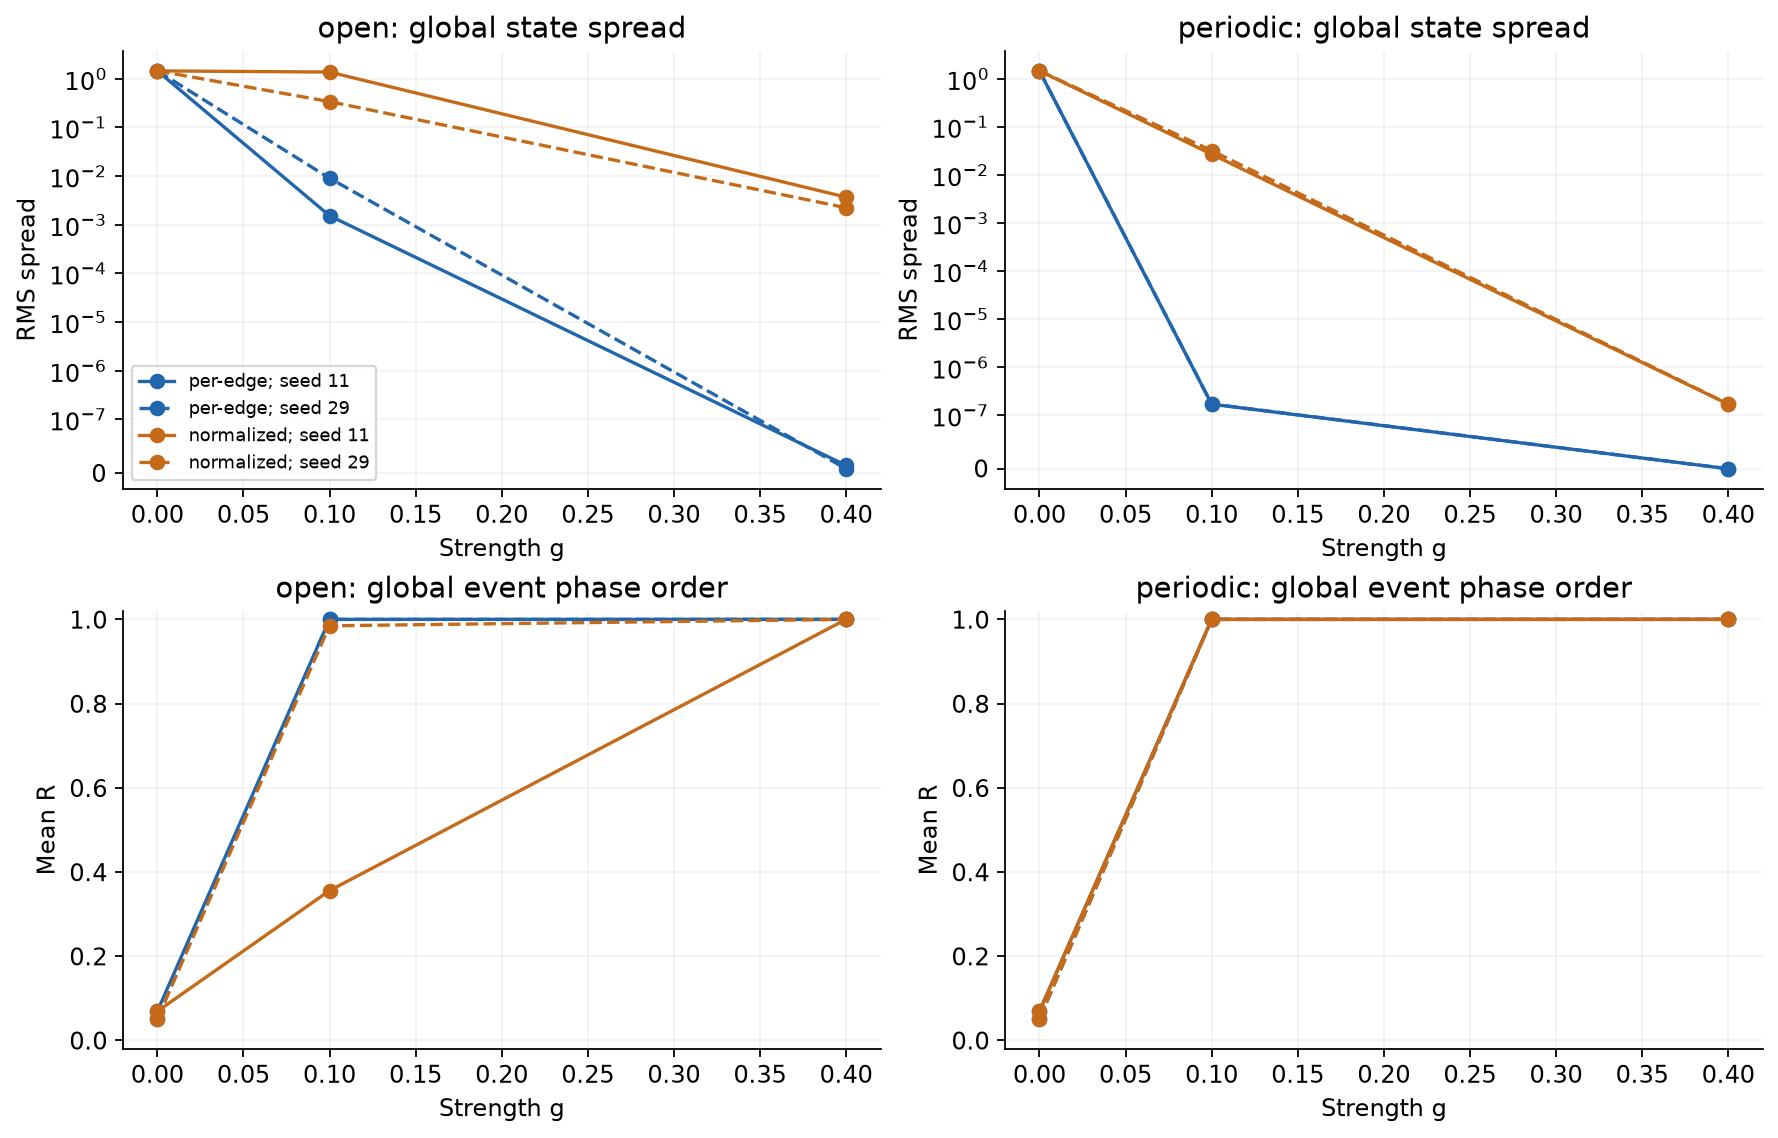 open: global state spread
10⁰
10⁻¹
10⁻²
10⁻³
10⁻⁴
10⁻⁵
10⁻⁶
10⁻⁷
0
RMS spread
per-edge; seed 11
per-edge; seed 29
normalized; seed 11
normalized; seed 29
0.00 0.05 0.10 0.15 0.20 0.25 0.30 0.35 0.40
Strength g
periodic: global state spread
10⁰
10⁻¹
10⁻²
10⁻³
10⁻⁴
10⁻⁵
10⁻⁶
10⁻⁷
0
RMS spread
0.00 0.05 0.10 0.15 0.20 0.25 0.30 0.35 0.40
Strength g
open: global event phase order
1.0
0.8
0.6
0.4
0.2
0.0
Mean R
0.00 0.05 0.10 0.15 0.20 0.25 0.30 0.35 0.40
Strength g
periodic: global event phase order
1.0
0.8
0.6
0.4
0.2
0.0
Mean R
0.00 0.05 0.10 0.15 0.20 0.25 0.30 0.35 0.40
Strength g